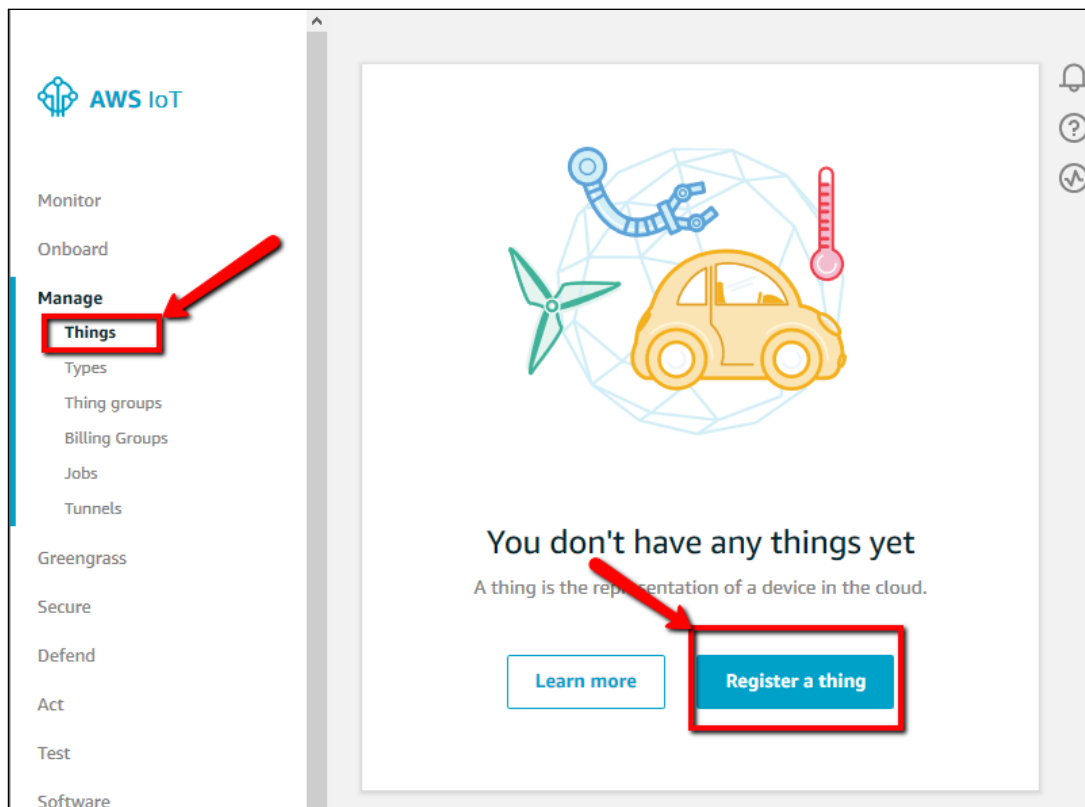 AWS IoT
Monitor
Onboard
Manage
Things
Types
Thing groups
Billing Groups
Jobs
Tunnels
Greengrass
Secure
Defend
Act
Test
Software
You don't have any things yet
A thing is the representation of a device in the cloud.
Learn more
Register a thing